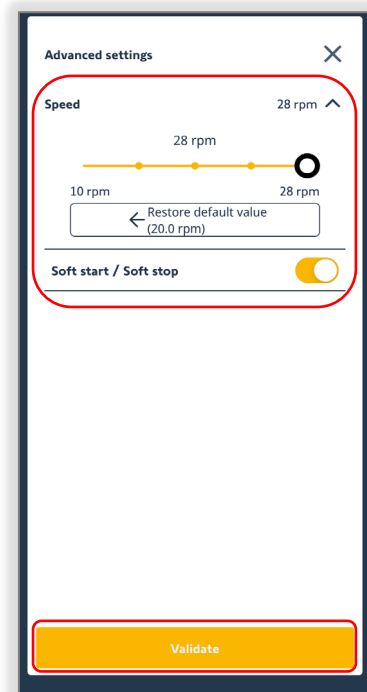 Advanced settings
Speed 28 rpm
28 rpm
10 rpm 28 rpm
Restore default value
(20.0 rpm)
Soft start / Soft stop
Validate